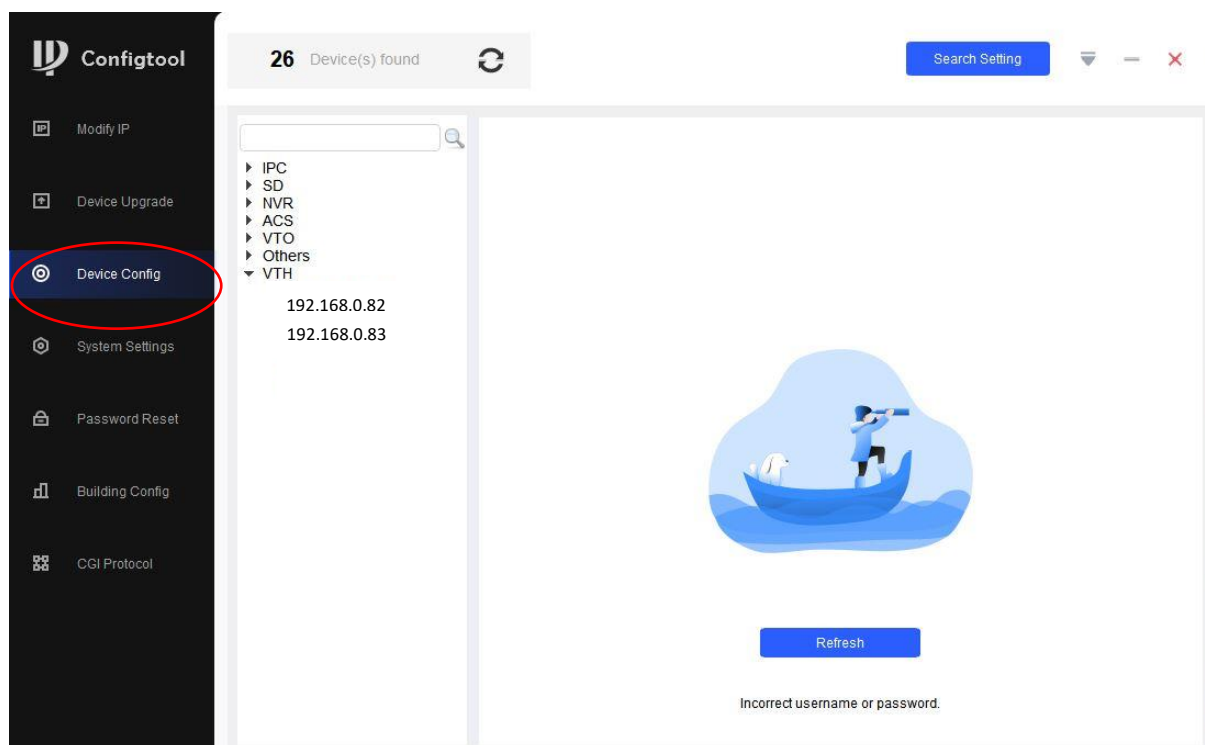 IP Configtool
26 Device(s) found
Search Setting
IP Modify IP
Device Upgrade
Device Config
System Settings
Password Reset
Building Config
CGI Protocol
IPC
SD
NVR
ACS
VTO
Others
VTH
192.168.0.82
192.168.0.83
Refresh
Incorrect username or password.